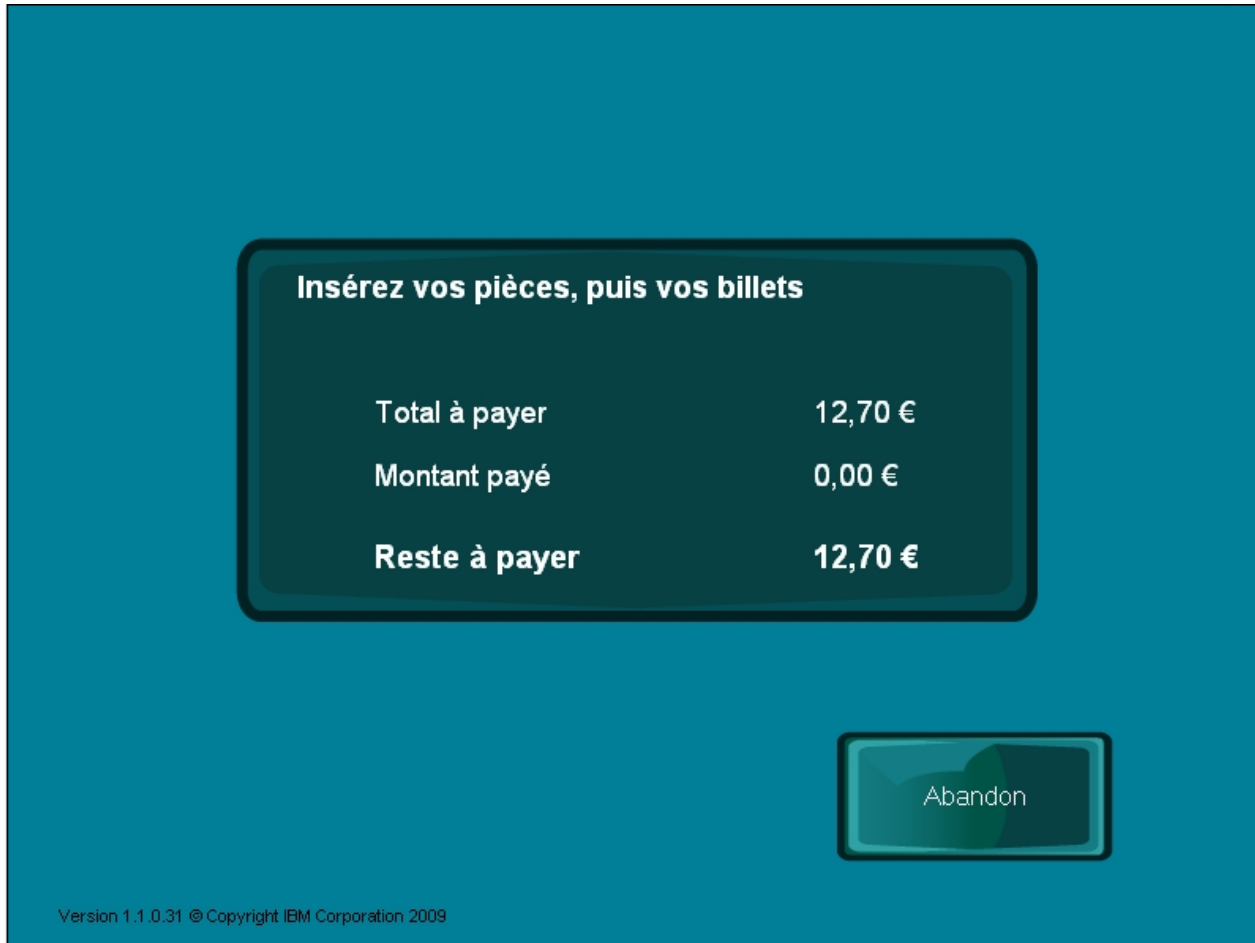 Insérez vos pièces, puis vos billets
Total à payer 12,70 €
Montant payé 0,00 €
Reste à payer 12,70 €
Abandon
Version 1.1.0.31 © Copyright IBM Corporation 2009